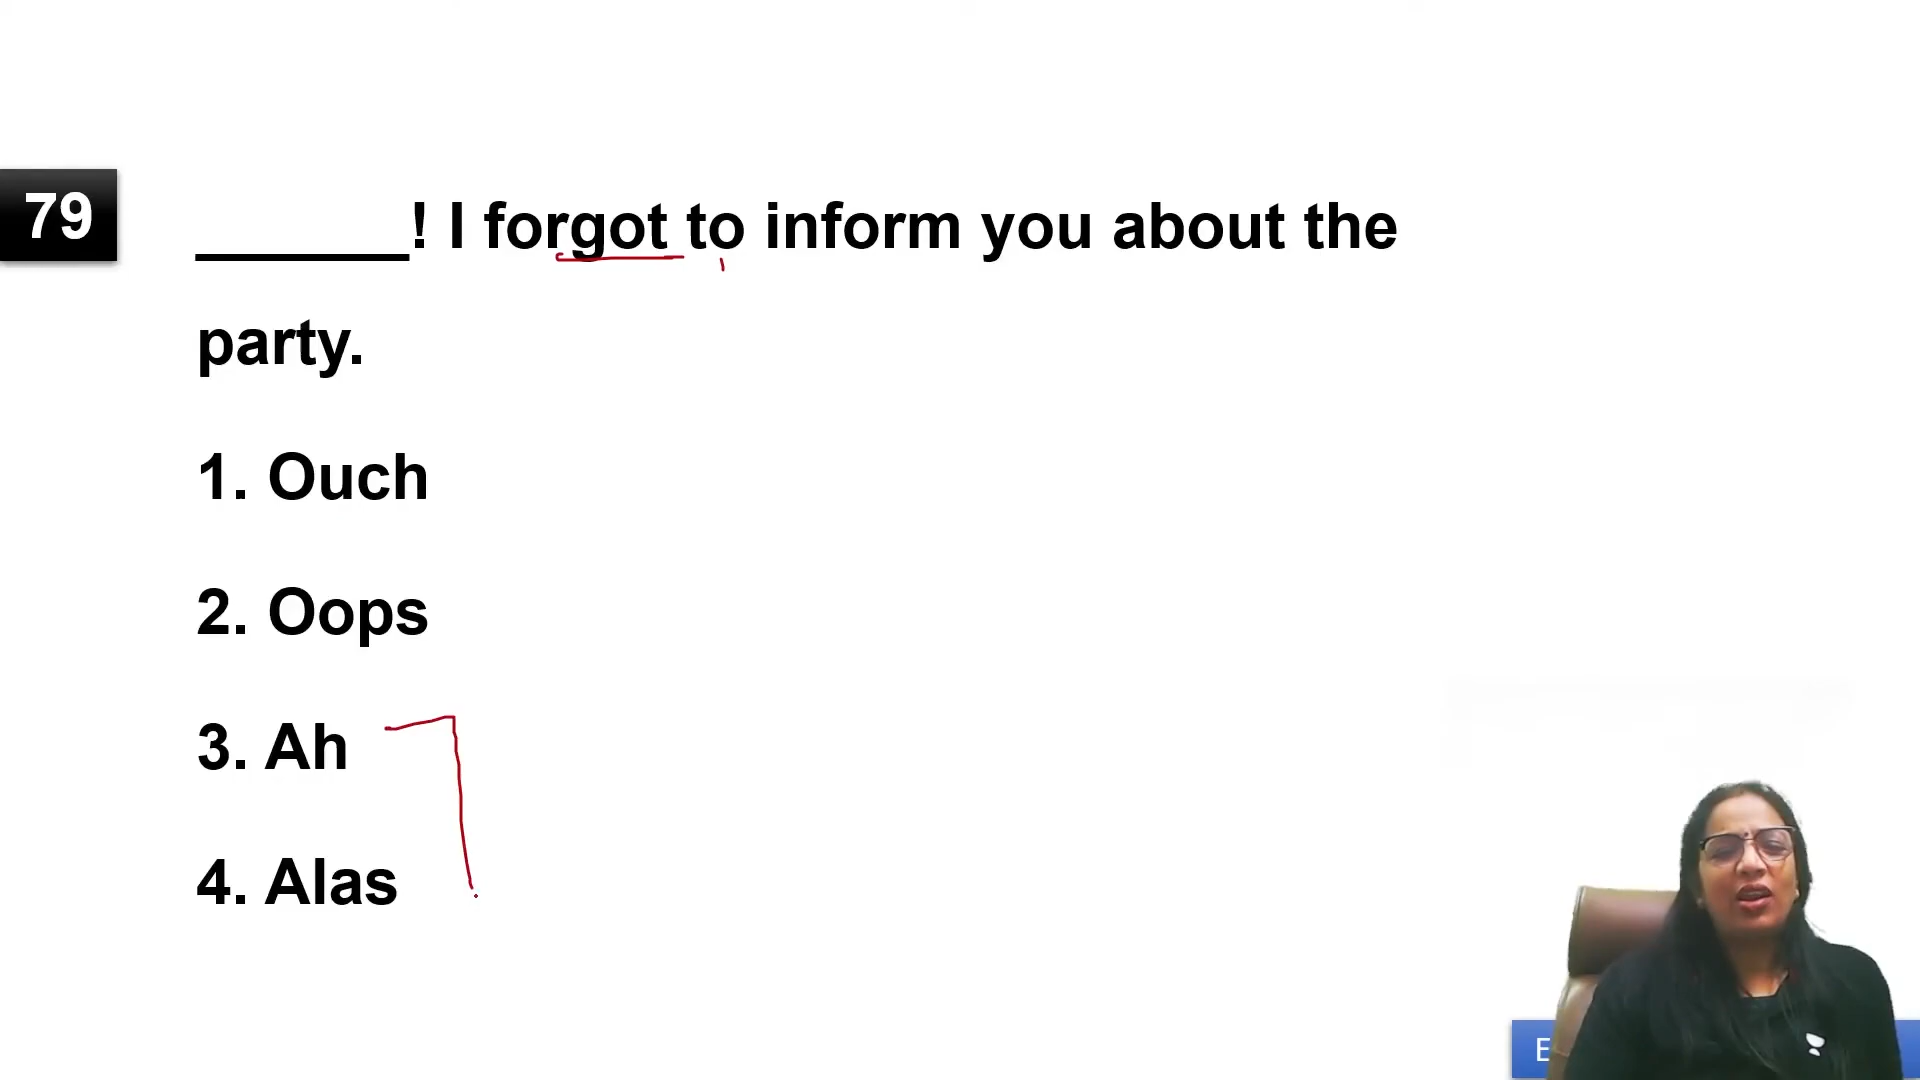 79
______! I forgot to inform you about the
party.
1. Ouch
2. Oops
3. Ah
4. Alas
E